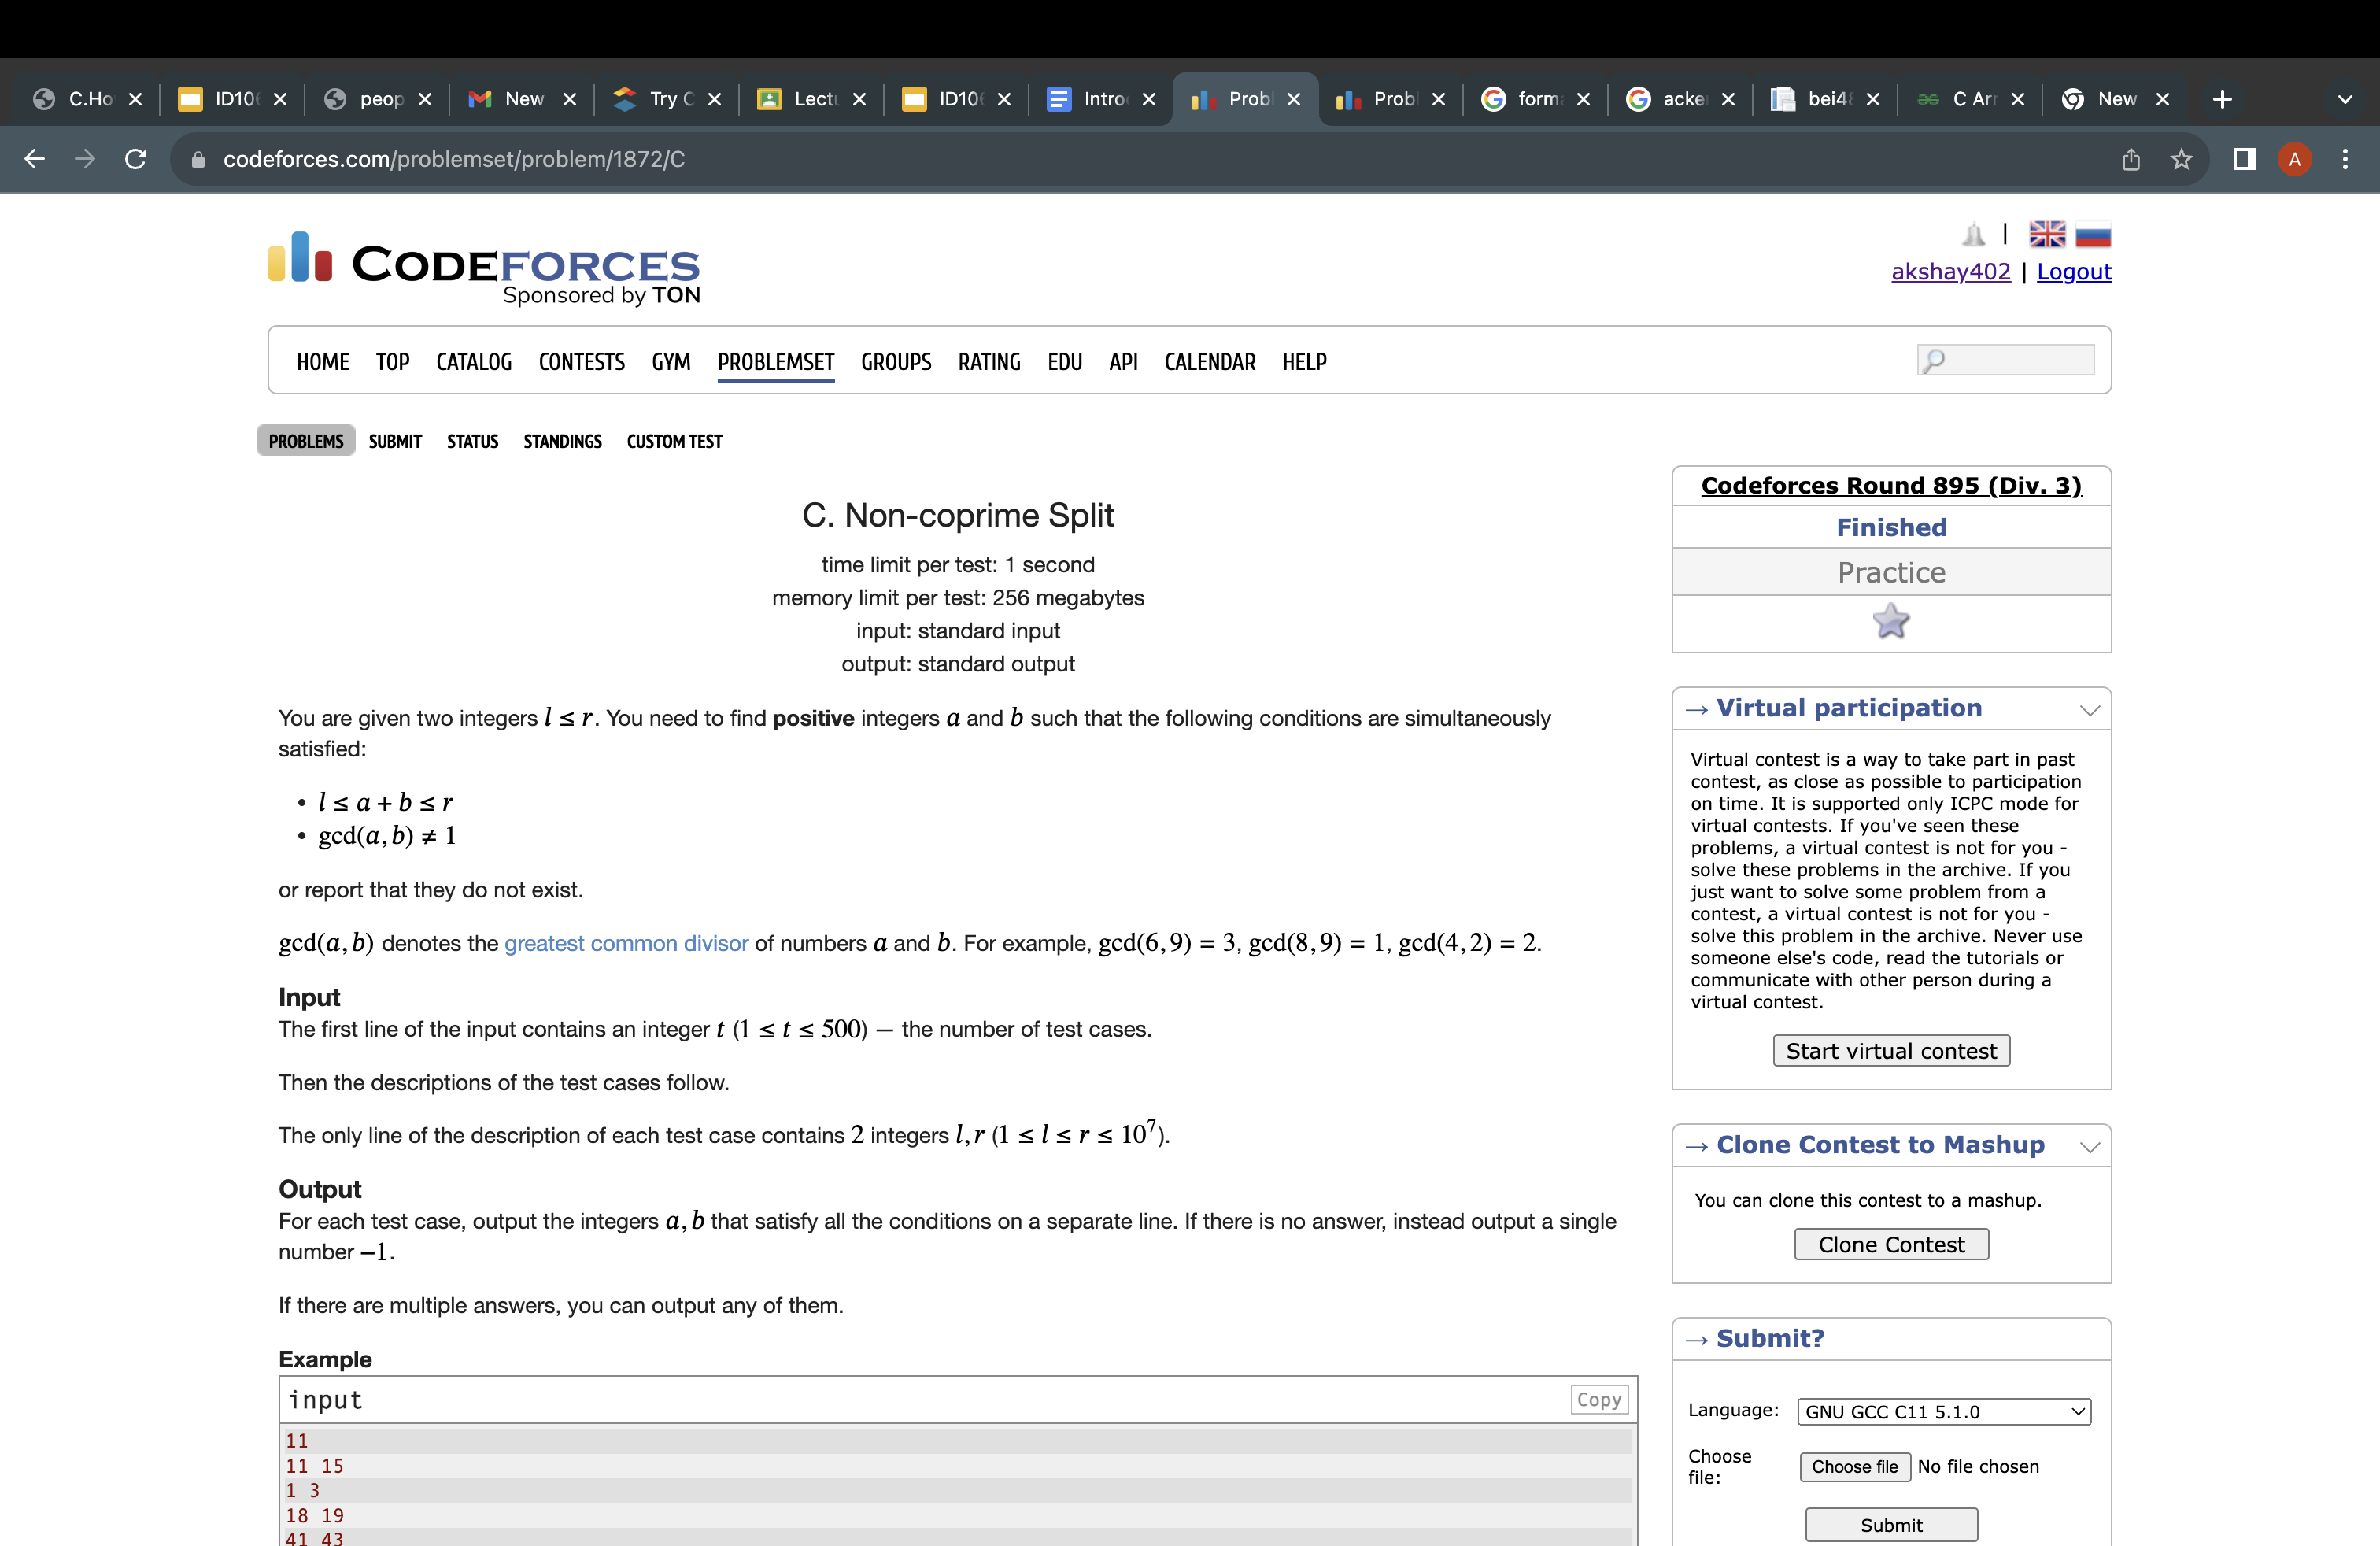 C.Ho
ID106
peop
New
Try C
Lectu
ID106
Intro
Probl
Probl
form
acker
bei48
C Arr
New
codeforces.com/problemset/problem/1872/C
A
CODEFORCES
Sponsored by TON
|
akshay402 | Logout
HOME TOP CATALOG CONTESTS GYM PROBLEMSET GROUPS RATING EDU API CALENDAR HELP
PROBLEMS SUBMIT STATUS STANDINGS CUSTOM TEST
C. Non-coprime Split
time limit per test: 1 second
memory limit per test: 256 megabytes
input: standard input
output: standard output
You are given two integers l ≤ r. You need to find positive integers a and b such that the following conditions are simultaneously
satisfied:
• l ≤ a + b ≤ r
• gcd(a, b) ≠ 1
or report that they do not exist.
gcd(a, b) denotes the greatest common divisor of numbers a and b. For example, gcd(6, 9) = 3, gcd(8, 9) = 1, gcd(4, 2) = 2.
Input
The first line of the input contains an integer t (1 ≤ t ≤ 500) — the number of test cases.
Then the descriptions of the test cases follow.
The only line of the description of each test case contains 2 integers l, r (1 ≤ l ≤ r ≤ 10⁷).
Output
For each test case, output the integers a, b that satisfy all the conditions on a separate line. If there is no answer, instead output a single
number −1.
If there are multiple answers, you can output any of them.
Example
input
Copy
11
11 15
1 3
18 19
41 43
Codeforces Round 895 (Div. 3)
Finished
Practice
→ Virtual participation
Virtual contest is a way to take part in past
contest, as close as possible to participation
on time. It is supported only ICPC mode for
virtual contests. If you've seen these
problems, a virtual contest is not for you -
solve these problems in the archive. If you
just want to solve some problem from a
contest, a virtual contest is not for you -
solve this problem in the archive. Never use
someone else's code, read the tutorials or
communicate with other person during a
virtual contest.
Start virtual contest
→ Clone Contest to Mashup
You can clone this contest to a mashup.
Clone Contest
→ Submit?
Language: GNU GCC C11 5.1.0
Choose
file:
Choose file No file chosen
Submit